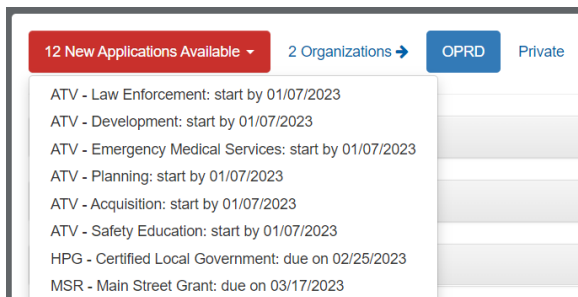 12 New Applications Available
2 Organizations
OPRD
Private
ATV - Law Enforcement: start by 01/07/2023
ATV - Development: start by 01/07/2023
ATV - Emergency Medical Services: start by 01/07/2023
ATV - Planning: start by 01/07/2023
ATV - Acquisition: start by 01/07/2023
ATV - Safety Education: start by 01/07/2023
HPG - Certified Local Government: due on 02/25/2023
MSR - Main Street Grant: due on 03/17/2023